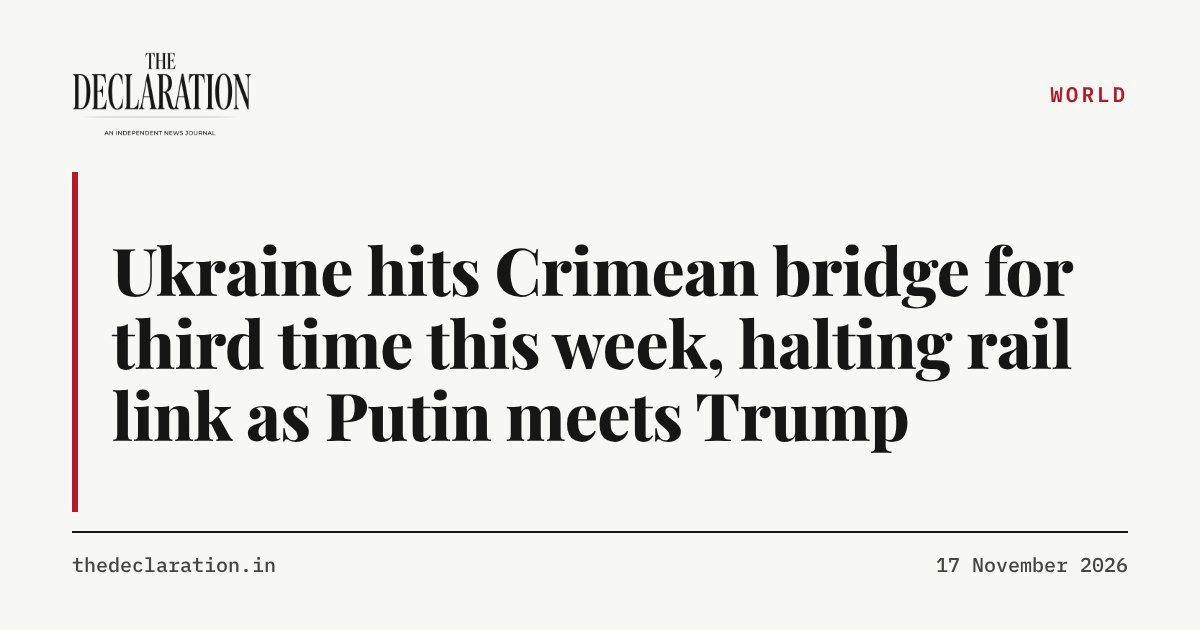 THE
DECLARATION
AN INDEPENDENT NEWS JOURNAL
WORLD
Ukraine hits Crimean bridge for
third time this week, halting rail
link as Putin meets Trump
thedeclaration.in
17 November 2026